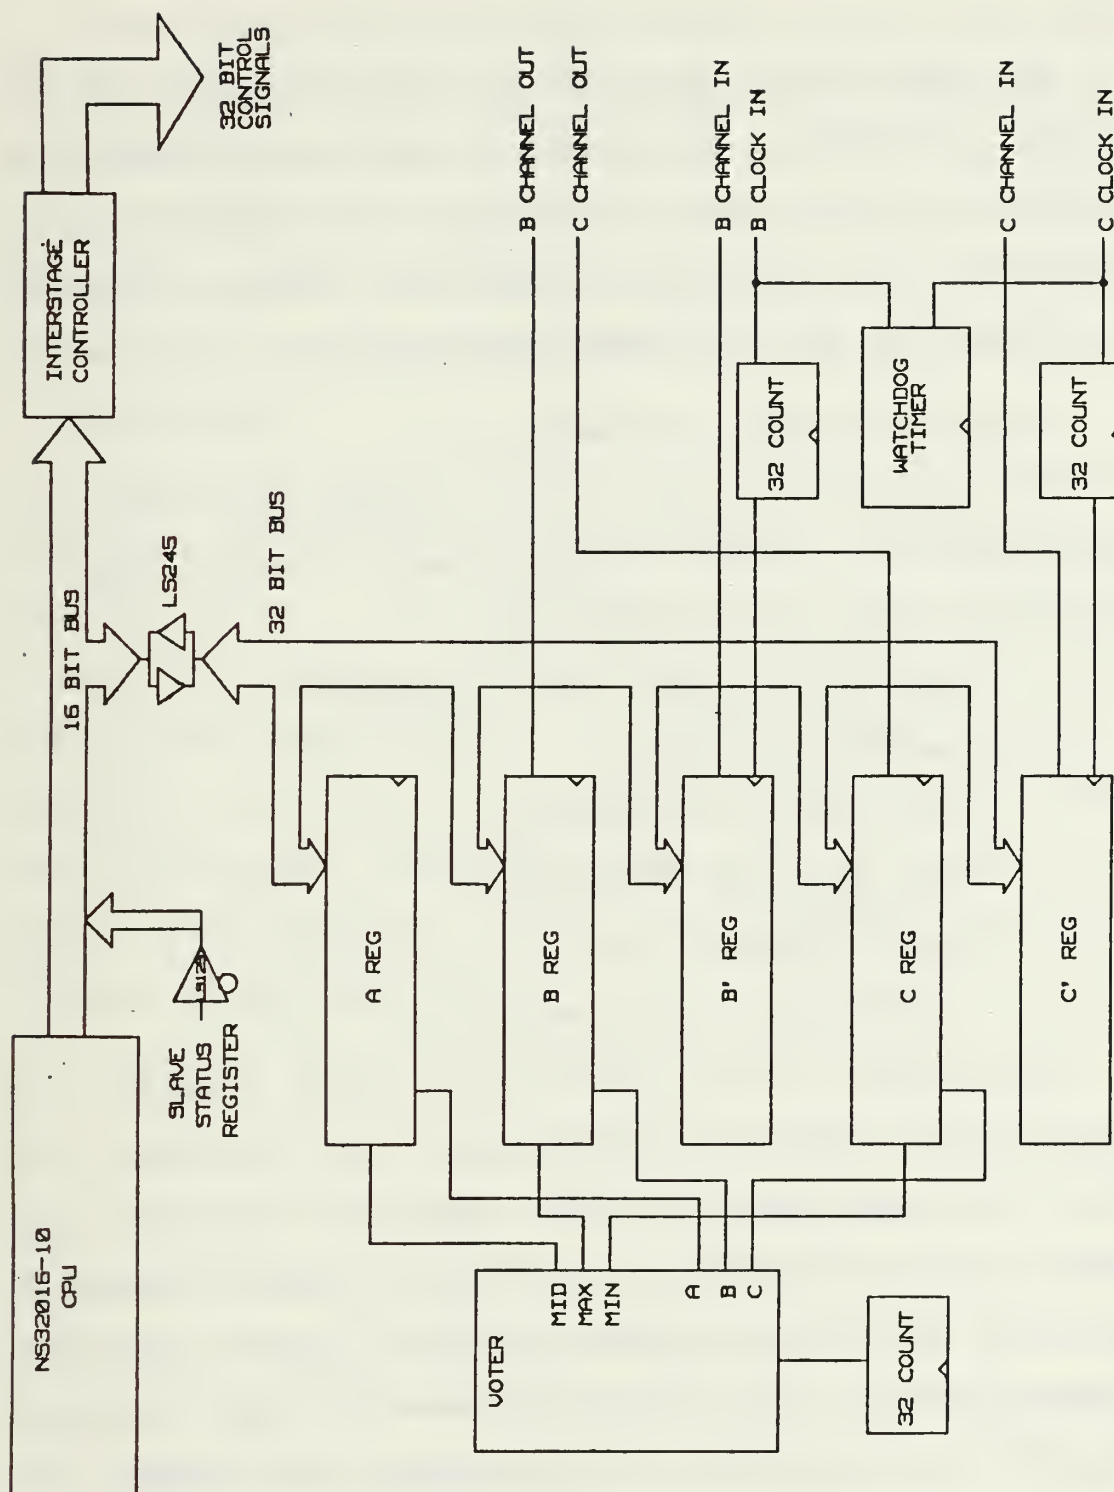 NS32016-10
CPU
SLAVE
STATUS
REGISTER
16 BIT BUS
LS245
32 BIT BUS
INTERSTAGE
CONTROLLER
32 BIT
CONTROL
SIGNALS
VOTER
MID
MAX
MIN
A
B
C
32 COUNT
A REG
B REG
B' REG
C REG
C' REG
B CHANNEL OUT
C CHANNEL OUT
B CHANNEL IN
B CLOCK IN
32 COUNT
WATCHDOG
TIMER
C CHANNEL IN
C CLOCK IN
32 COUNT